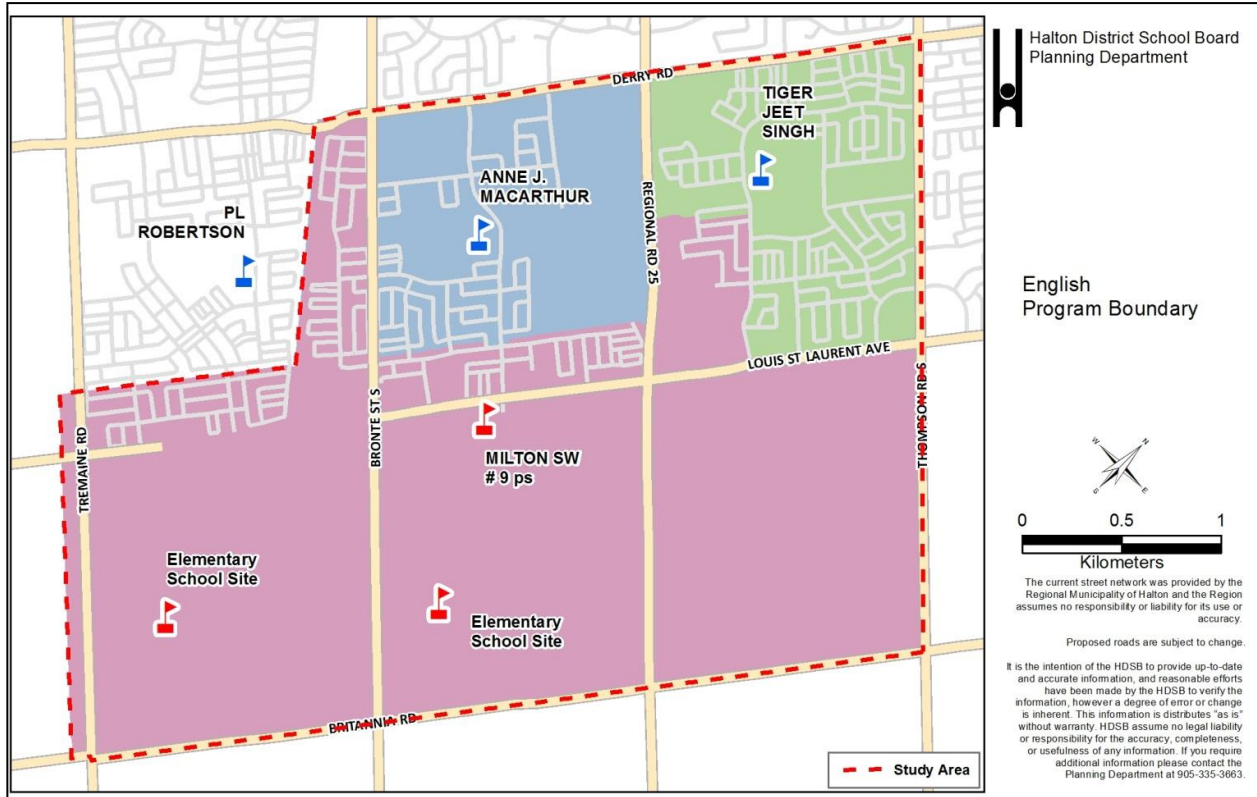 Halton District School Board
Planning Department
DERRY RD
TIGER
JEET
SINGH
ANNE J.
MACARTHUR
PL
ROBERTSON
REGIONAL RD 25
English
Program Boundary
LOUIS ST LAURENT AVE
TREMAINE RD
BRONTE ST S
THOMPSON RD S
MILTON SW
# 9 ps
Elementary
School Site
Elementary
School Site
BRITANNIA RD
Study Area
W
N
S
E
0
0.5
1
Kilometers
The current street network was provided by the
Regional Municipality of Halton and the Region
assumes no responsibility or liability for its use or
accuracy.
Proposed roads are subject to change.
It is the intention of the HDSB to provide up-to-date
and accurate information, and reasonable efforts
have been made by the HDSB to verify the
information, however a degree of error or change
is inherent. This information is distributes "as is"
without warranty. HDSB assume no legal liability
or responsibility for the accuracy, completeness,
or usefulness of any information. If you require
additional information please contact the
Planning Department at 905-335-3663.